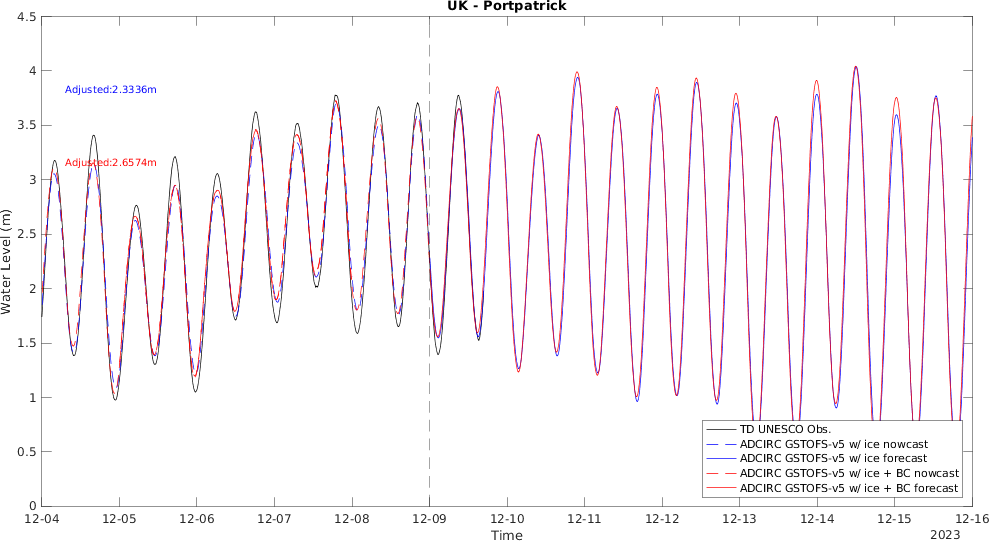 UK - Portpatrick
4.5
4
3.5
3
2.5
2
1.5
1
0.5
0
Water Level (m)
Adjusted:2.3336m
Adjusted:2.6574m
TD UNESCO Obs.
ADCIRC GSTOFS-v5 w/ ice nowcast
ADCIRC GSTOFS-v5 w/ ice forecast
ADCIRC GSTOFS-v5 w/ ice + BC nowcast
ADCIRC GSTOFS-v5 w/ ice + BC forecast
12-04 12-05 12-06 12-07 12-08 12-09 12-10 12-11 12-12 12-13 12-14 12-15 12-16
Time
2023